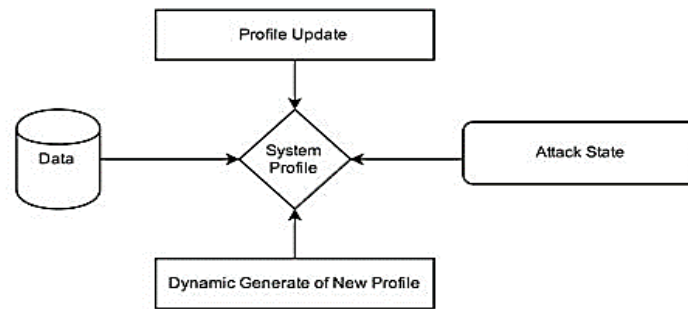 Profile Update
Data
System
Profile
Attack State
Dynamic Generate of New Profile